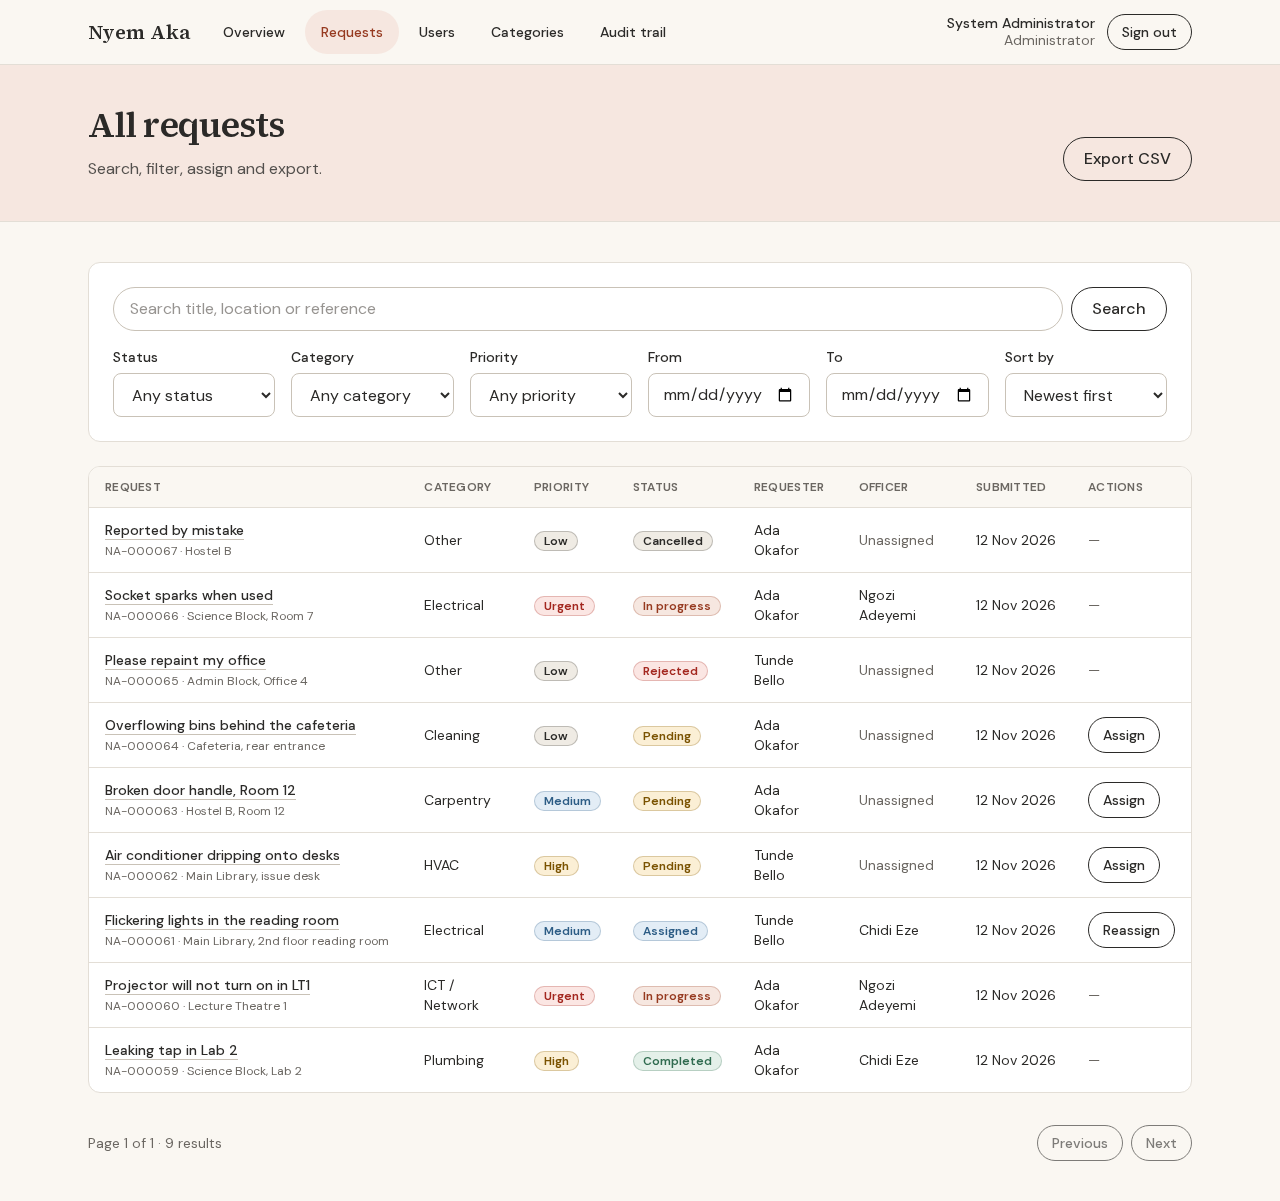 Nyem Aka
Overview
Requests
Users
Categories
Audit trail
System Administrator
Administrator
Sign out
All requests
Search, filter, assign and export.
Export CSV
Search title, location or reference
Search
Status
Category
Priority
From
To
Sort by
Any status
Any category
Any priority
mm/dd/yyyy
mm/dd/yyyy
Newest first
REQUEST CATEGORY PRIORITY STATUS REQUESTER OFFICER SUBMITTED ACTIONS
Reported by mistake
NA-000067 · Hostel B
Other
Low
Cancelled
Ada
Okafor
Unassigned
12 Nov 2026
—
Socket sparks when used
NA-000066 · Science Block, Room 7
Electrical
Urgent
In progress
Ada
Okafor
Ngozi
Adeyemi
12 Nov 2026
—
Please repaint my office
NA-000065 · Admin Block, Office 4
Other
Low
Rejected
Tunde
Bello
Unassigned
12 Nov 2026
—
Overflowing bins behind the cafeteria
NA-000064 · Cafeteria, rear entrance
Cleaning
Low
Pending
Ada
Okafor
Unassigned
12 Nov 2026
Assign
Broken door handle, Room 12
NA-000063 · Hostel B, Room 12
Carpentry
Medium
Pending
Ada
Okafor
Unassigned
12 Nov 2026
Assign
Air conditioner dripping onto desks
NA-000062 · Main Library, issue desk
HVAC
High
Pending
Tunde
Bello
Unassigned
12 Nov 2026
Assign
Flickering lights in the reading room
NA-000061 · Main Library, 2nd floor reading room
Electrical
Medium
Assigned
Tunde
Bello
Chidi Eze
12 Nov 2026
Reassign
Projector will not turn on in LT1
NA-000060 · Lecture Theatre 1
ICT /
Network
Urgent
In progress
Ada
Okafor
Ngozi
Adeyemi
12 Nov 2026
—
Leaking tap in Lab 2
NA-000059 · Science Block, Lab 2
Plumbing
High
Completed
Ada
Okafor
Chidi Eze
12 Nov 2026
—
Page 1 of 1 · 9 results
Previous
Next